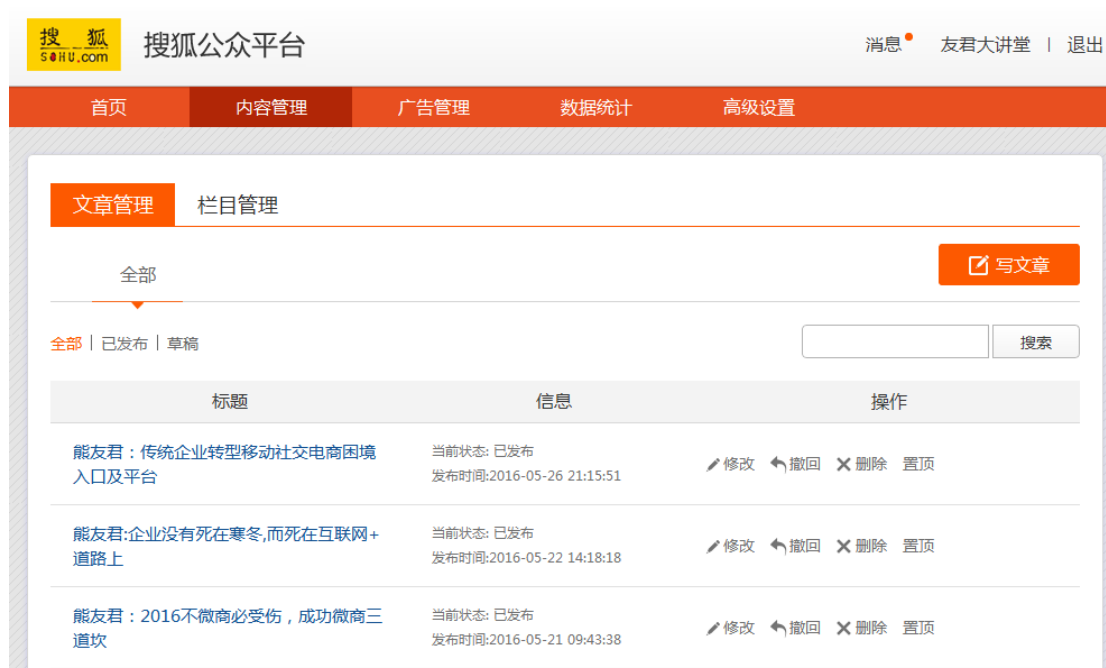 搜狐 搜狐公众平台 消息 友君大讲堂 | 退出
SOHU.com
首页 内容管理 广告管理 数据统计 高级设置
文章管理 栏目管理
全部 写文章
全部 | 已发布 | 草稿 搜索
标题 信息 操作
熊友君：传统企业转型移动社交电商困境 当前状态: 已发布
入口及平台 发布时间:2016-05-26 21:15:51 修改 撤回 删除 置顶
熊友君:企业没有死在寒冬,而死在互联网+ 当前状态: 已发布
道路上 发布时间:2016-05-22 14:18:18 修改 撤回 删除 置顶
熊友君：2016不微商必受伤，成功微商三 当前状态: 已发布
道坎 发布时间:2016-05-21 09:43:38 修改 撤回 删除 置顶